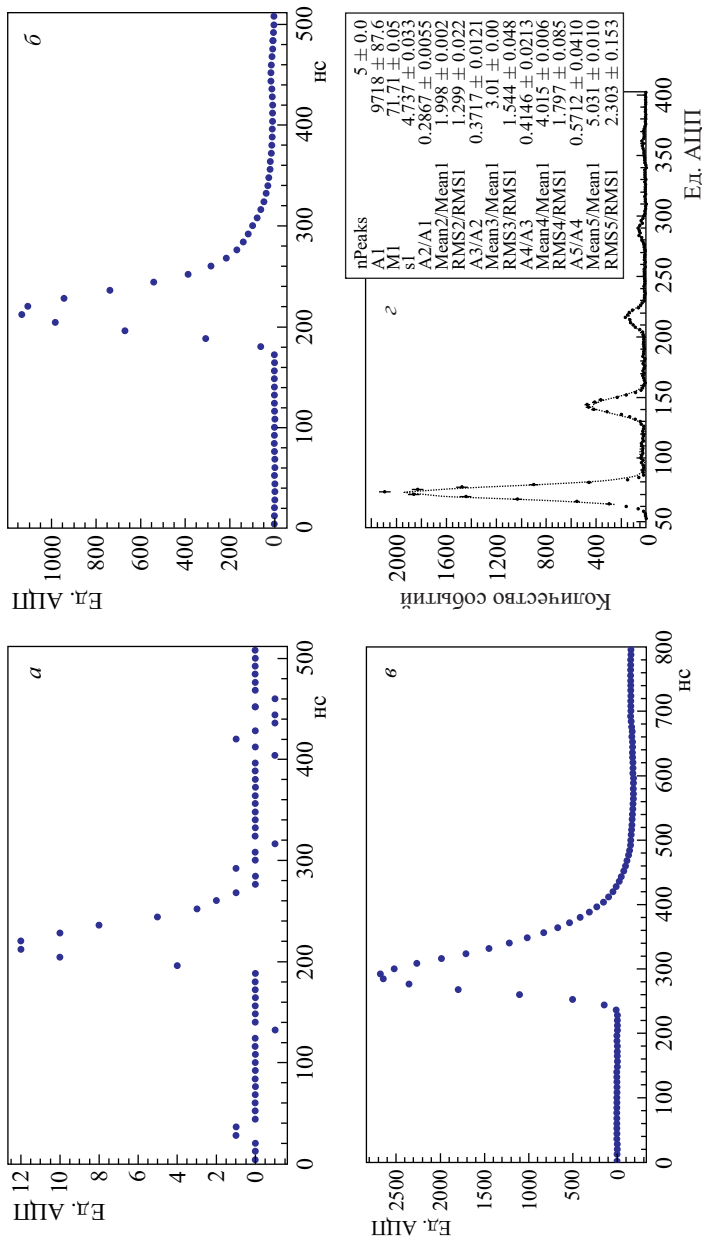 а
Ед. АЦП
12
10
8
6
4
2
0
0
100
200
300
400
500
нс
б
Ед. АЦП
1000
800
600
400
200
0
0
100
200
300
400
500
нс
в
Ед. АЦП
2500
2000
1500
1000
500
0
0
100
200
300
400
500
600
700
800
нс
г
Количество событий
2000
1600
1200
800
400
0
50
100
150
200
250
300
350
400
Ед. АЦП
nPeaks 5 ± 0.0
A1 9718 ± 87.6
M1 71.71 ± 0.05
s1 4.737 ± 0.033
A2/A1 0.2867 ± 0.0055
Mean2/Mean1 1.998 ± 0.002
RMS2/RMS1 1.299 ± 0.022
A3/A2 0.3717 ± 0.0121
Mean3/Mean1 3.01 ± 0.00
RMS3/RMS1 1.544 ± 0.048
A4/A3 0.4146 ± 0.0213
Mean4/Mean1 4.015 ± 0.006
RMS4/RMS1 1.797 ± 0.085
A5/A4 0.5712 ± 0.0410
Mean5/Mean1 5.031 ± 0.010
RMS5/RMS1 2.303 ± 0.153